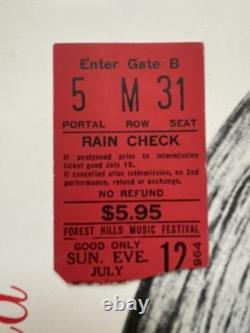 Enter Gate B
5 M 31
PORTAL ROW SEAT
RAIN CHECK
If postponed prior to intermission
ticket good July 13.
If cancelled after intermission, no 2nd
performance, refund or exchange.
NO REFUND
$5.95
FOREST HILLS MUSIC FESTIVAL
GOOD ONLY
SUN. EVE.
JULY 12
1964